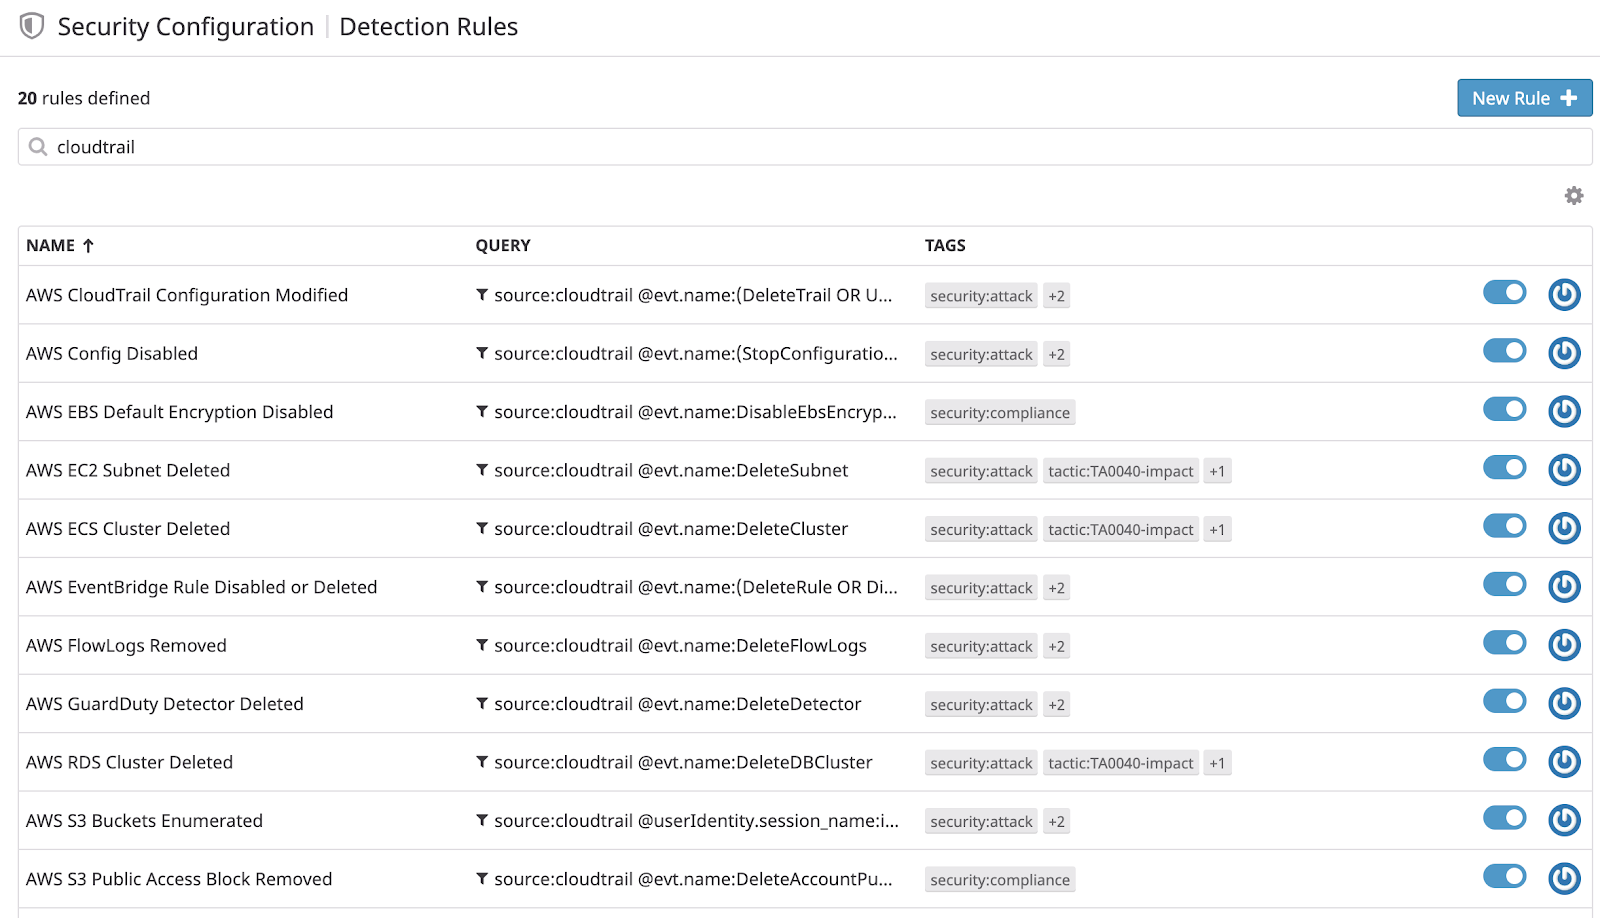 Security Configuration | Detection Rules
20 rules defined
New Rule +
cloudtrail
NAME ↑ QUERY TAGS
AWS CloudTrail Configuration Modified source:cloudtrail @evt.name:(DeleteTrail OR U... security:attack +2
AWS Config Disabled source:cloudtrail @evt.name:(StopConfiguratio... security:attack +2
AWS EBS Default Encryption Disabled source:cloudtrail @evt.name:DisableEbsEncryp... security:compliance
AWS EC2 Subnet Deleted source:cloudtrail @evt.name:DeleteSubnet security:attack tactic:TA0040-impact +1
AWS ECS Cluster Deleted source:cloudtrail @evt.name:DeleteCluster security:attack tactic:TA0040-impact +1
AWS EventBridge Rule Disabled or Deleted source:cloudtrail @evt.name:(DeleteRule OR Di... security:attack +2
AWS FlowLogs Removed source:cloudtrail @evt.name:DeleteFlowLogs security:attack +2
AWS GuardDuty Detector Deleted source:cloudtrail @evt.name:DeleteDetector security:attack +2
AWS RDS Cluster Deleted source:cloudtrail @evt.name:DeleteDBCluster security:attack tactic:TA0040-impact +1
AWS S3 Buckets Enumerated source:cloudtrail @userIdentity.session_name:i... security:attack +2
AWS S3 Public Access Block Removed source:cloudtrail @evt.name:DeleteAccountPu... security:compliance